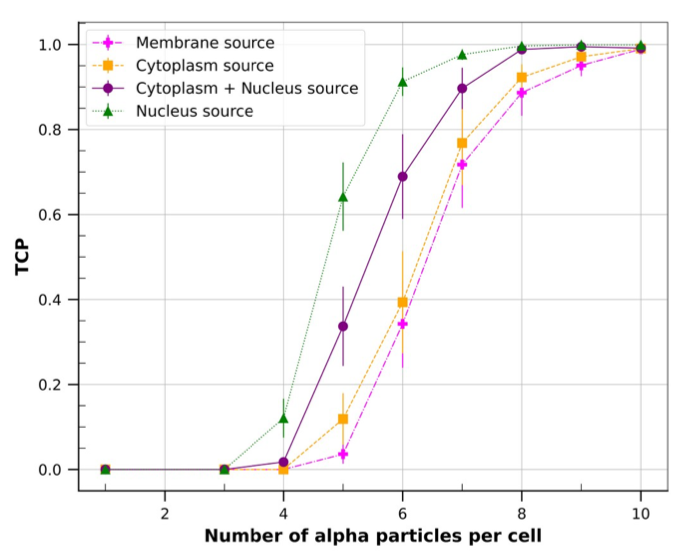 Membrane source
Cytoplasm source
Cytoplasm + Nucleus source
Nucleus source
TCP
1.0
0.8
0.6
0.4
0.2
0.0
2 4 6 8 10
Number of alpha particles per cell